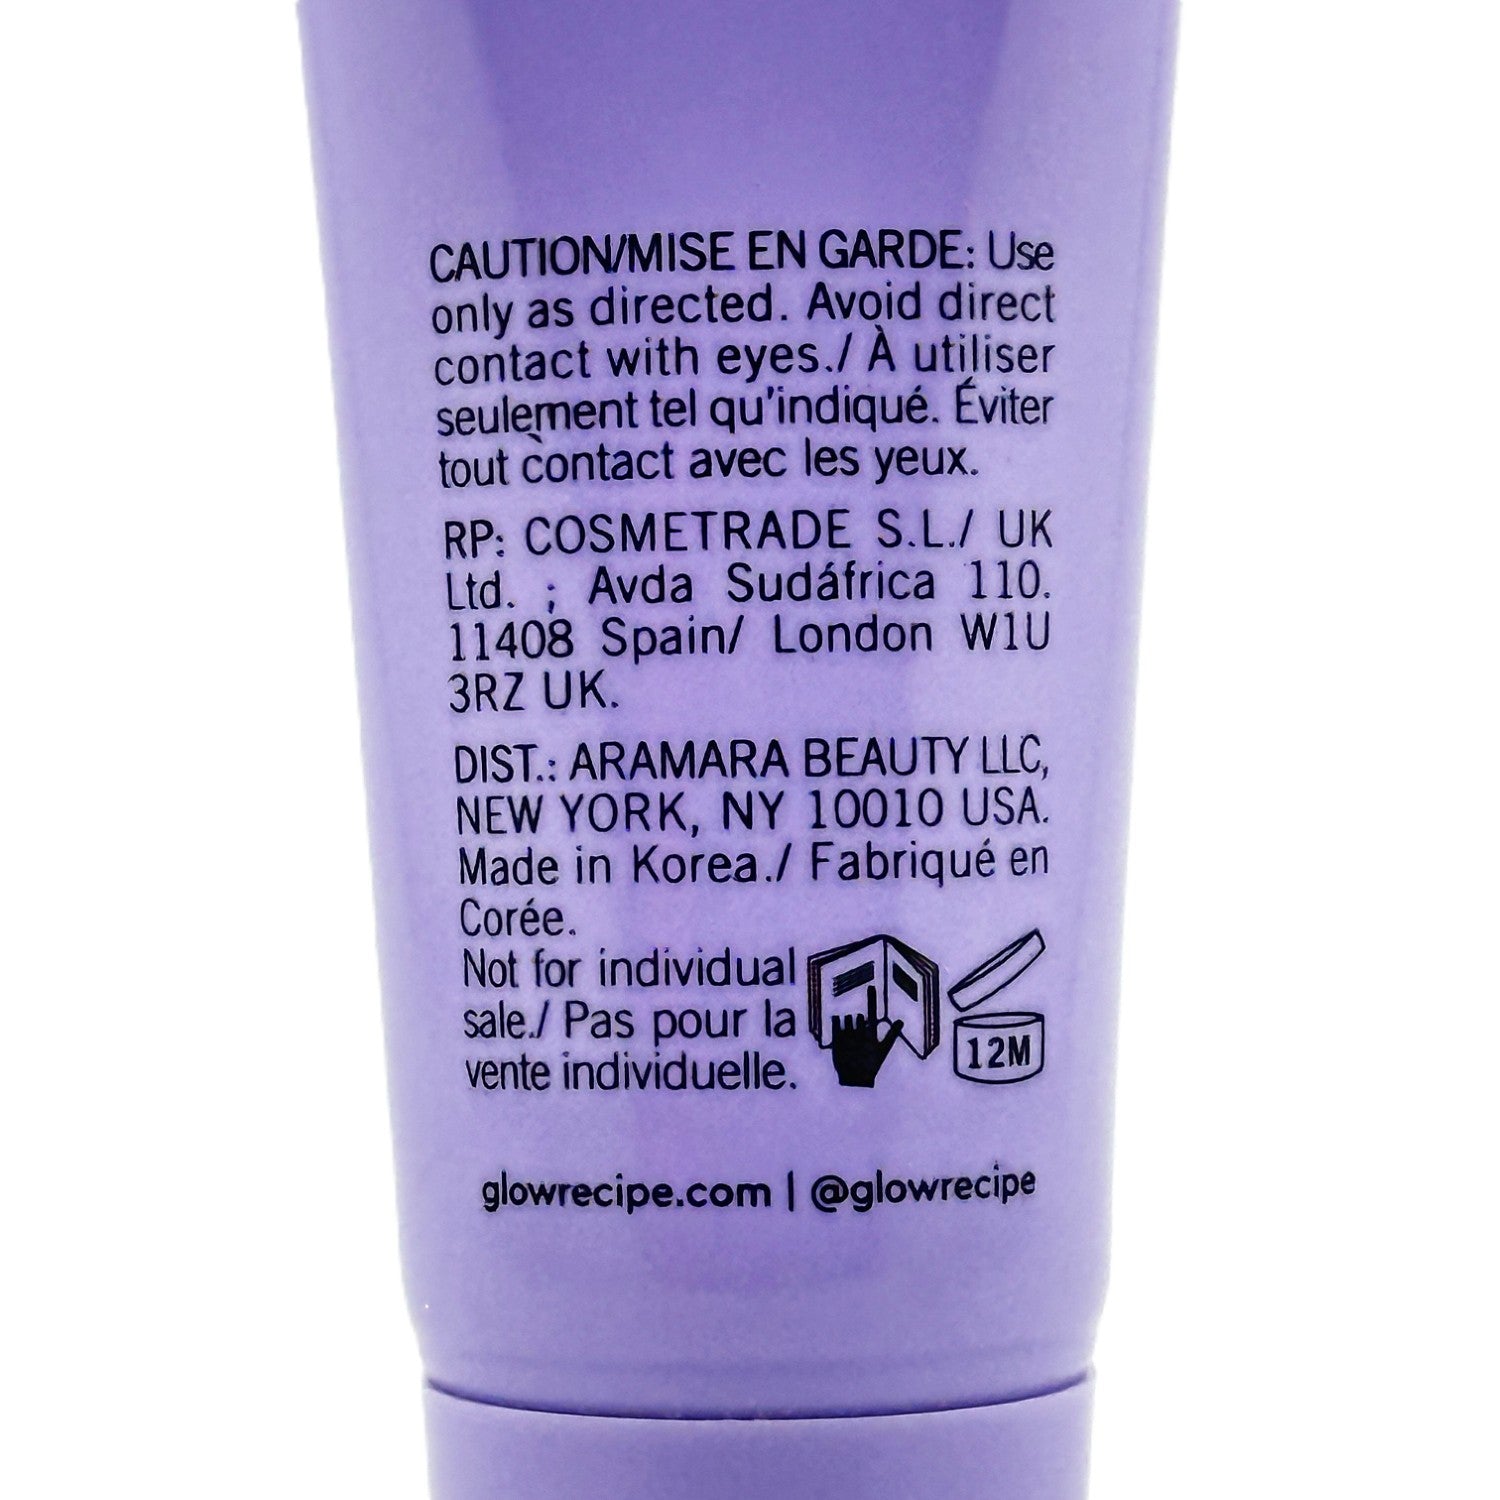 CAUTION/MISE EN GARDE: Use
only as directed. Avoid direct
contact with eyes./ À utiliser
seulement tel qu'indiqué. Éviter
tout contact avec les yeux.
RP: COSMETRADE S.L./ UK
Ltd. ; Avda Sudáfrica 110.
11408 Spain/ London W1U
3RZ UK.
DIST.: ARAMARA BEAUTY LLC,
NEW YORK, NY 10010 USA.
Made in Korea./ Fabriqué en
Corée.
Not for individual
sale./ Pas pour la
vente individuelle.
12M
glowrecipe.com | @glowrecipe